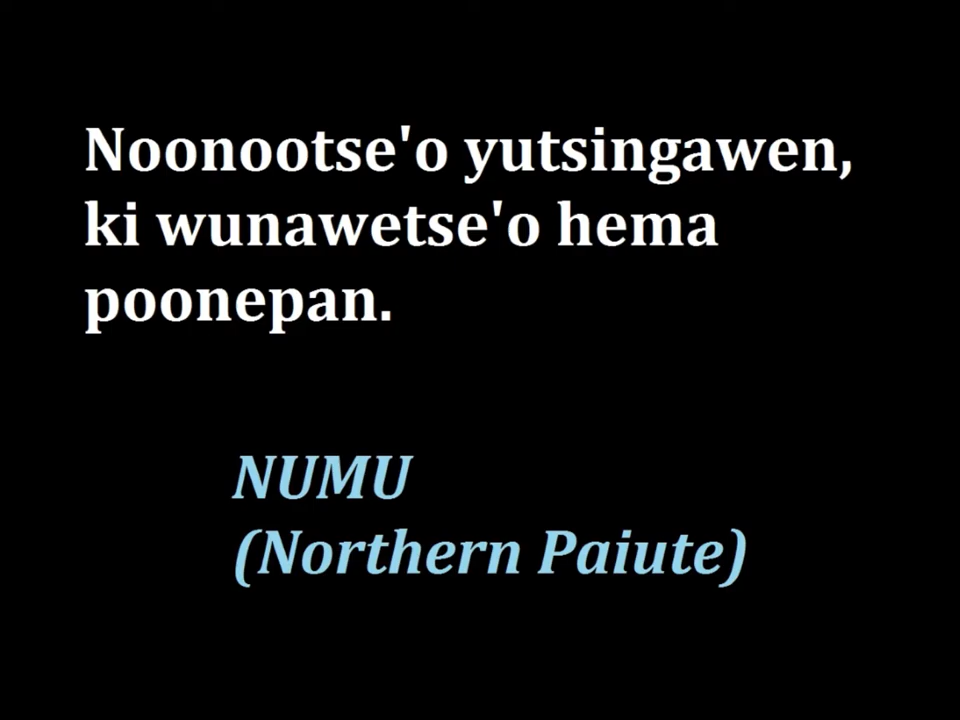 Noonootse'o yutsingawen,
ki wunawetse'o hema
poonepan.
NUMU
(Northern Paiute)